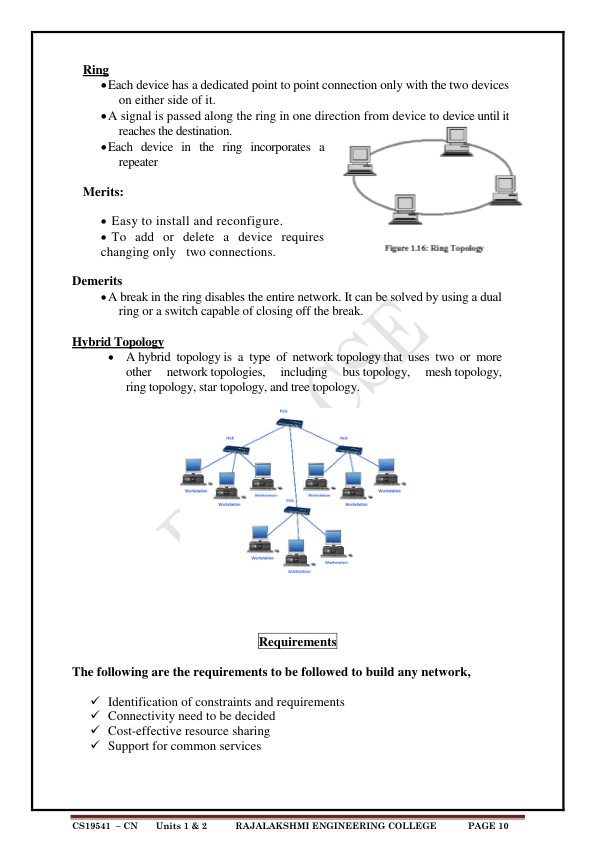 Ring
•Each device has a dedicated point to point connection only with the two devices
on either side of it.
•A signal is passed along the ring in one direction from device to device until it
reaches the destination.
•Each device in the ring incorporates a
repeater
Merits:
• Easy to install and reconfigure.
• To add or delete a device requires
changing only two connections.
Figure 1.16: Ring Topology
Demerits
•A break in the ring disables the entire network. It can be solved by using a dual
ring or a switch capable of closing off the break.
Hybrid Topology
• A hybrid topology is a type of network topology that uses two or more
other network topologies, including bus topology, mesh topology,
ring topology, star topology, and tree topology.
CSE
Hub
Hub
Hub
Workstation
Workstation
Workstation
Workstation
Workstation
Workstation
Hub
Workstation
Workstation
Workstation
Requirements
The following are the requirements to be followed to build any network,
✓ Identification of constraints and requirements
✓ Connectivity need to be decided
✓ Cost-effective resource sharing
✓ Support for common services
CS19541 – CN Units 1 & 2 RAJALAKSHMI ENGINEERING COLLEGE PAGE 10